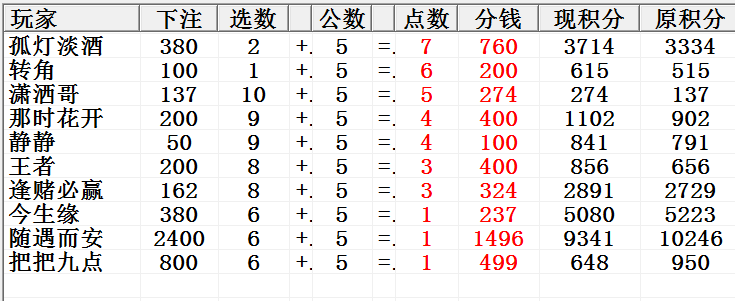 玩家 下注 选数 公数 点数 分钱 现积分 原积分
孤灯淡酒 380 2 +. 5 =. 7 760 3714 3334
转角 100 1 +. 5 =. 6 200 615 515
潇洒哥 137 10 +. 5 =. 5 274 274 137
那时花开 200 9 +. 5 =. 4 400 1102 902
静静 50 9 +. 5 =. 4 100 841 791
王者 200 8 +. 5 =. 3 400 856 656
逢赌必赢 162 8 +. 5 =. 3 324 2891 2729
今生缘 380 6 +. 5 =. 1 237 5080 5223
随遇而安 2400 6 +. 5 =. 1 1496 9341 10246
把把九点 800 6 +. 5 =. 1 499 648 950